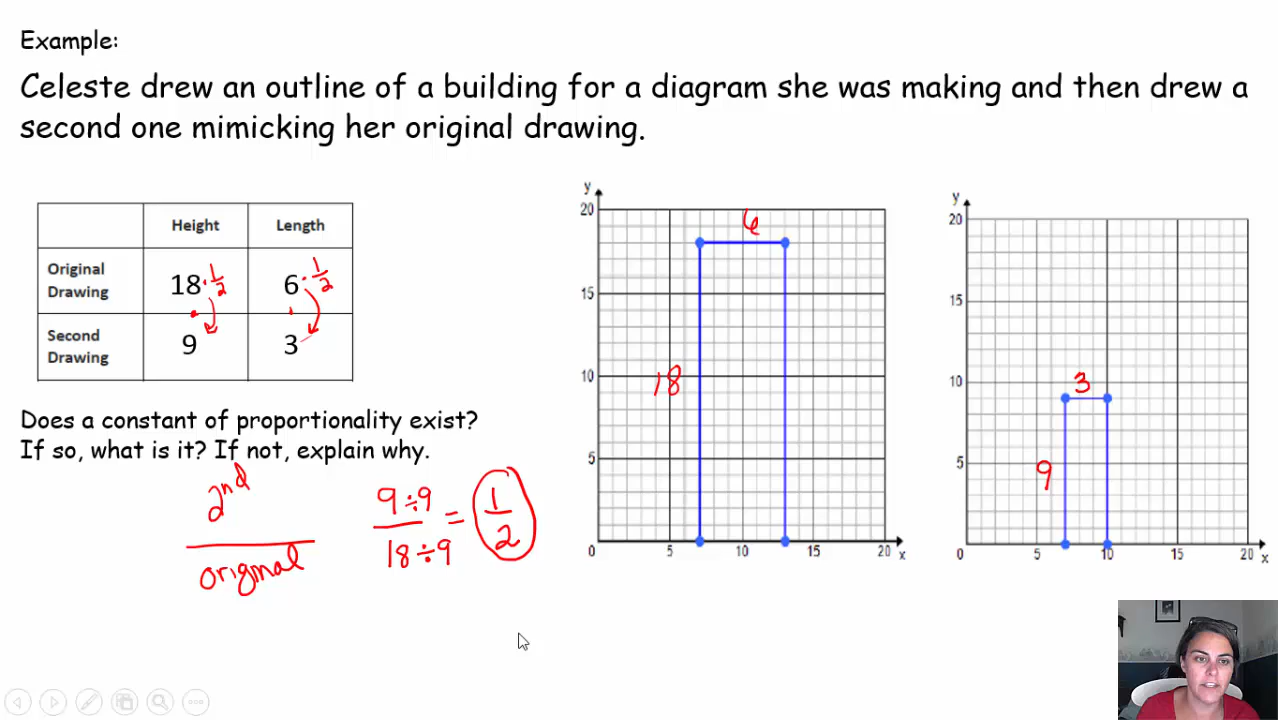 Example:
Celeste drew an outline of a building for a diagram she was making and then drew a
second one mimicking her original drawing.
Height Length
Original
Drawing
18 · 1/2 6 · 1/2
Second
Drawing
9 3
Does a constant of proportionality exist?
If so, what is it? If not, explain why.
2nd
original
9÷9
18÷9
= 1/2
y
20
15
10
5
0 5 10 15 20 x
6
18
y
20
15
10
5
0 5 10 15 20 x
3
9